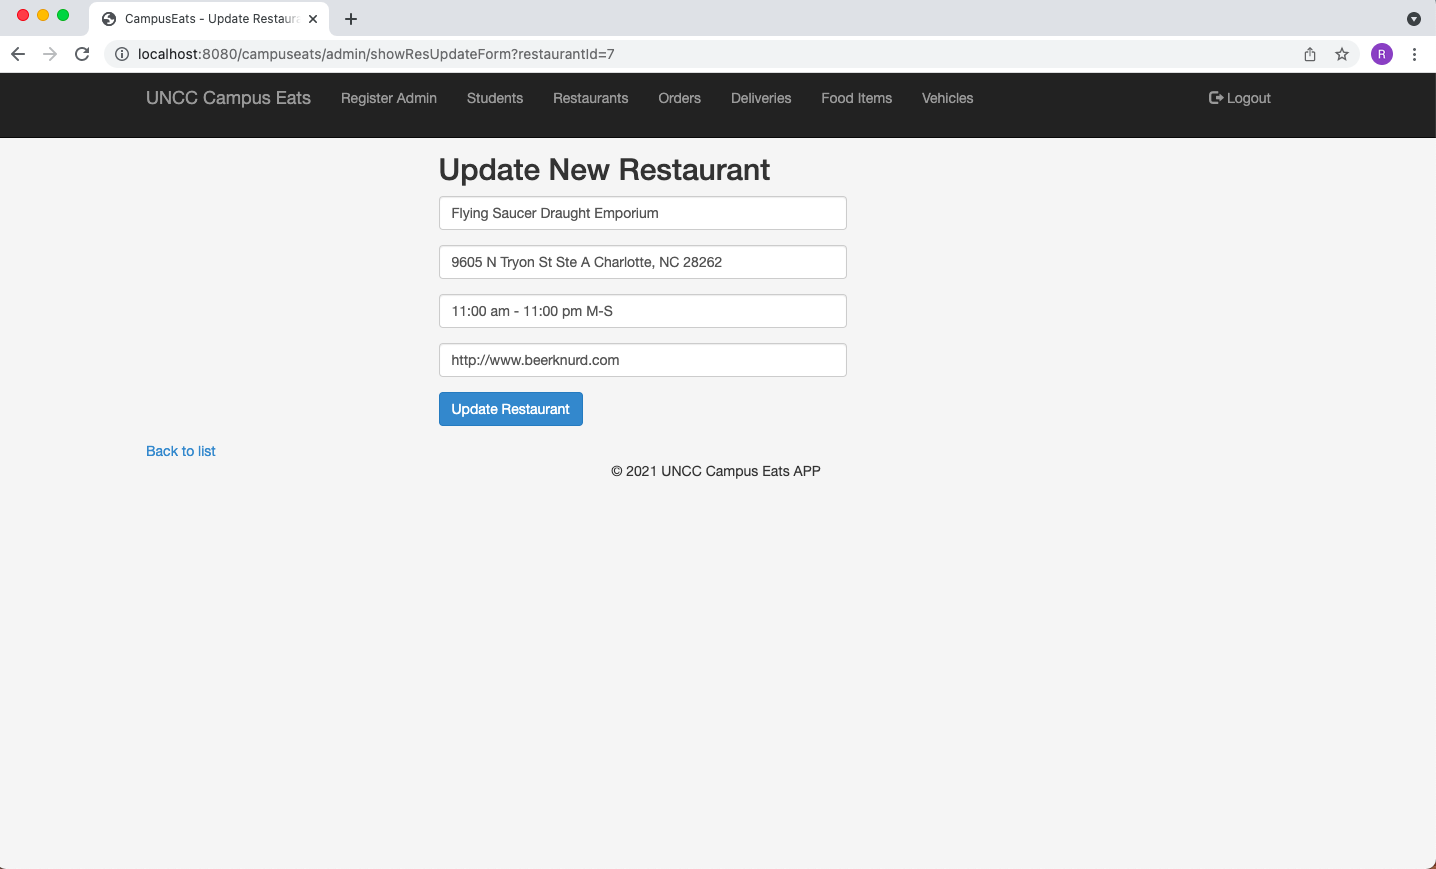 CampusEats - Update Restaura
localhost:8080/campuseats/admin/showResUpdateForm?restaurantId=7
R
UNCC Campus Eats Register Admin Students Restaurants Orders Deliveries Food Items Vehicles Logout
Update New Restaurant
Flying Saucer Draught Emporium
9605 N Tryon St Ste A Charlotte, NC 28262
11:00 am - 11:00 pm M-S
http://www.beerknurd.com
Update Restaurant
Back to list
© 2021 UNCC Campus Eats APP